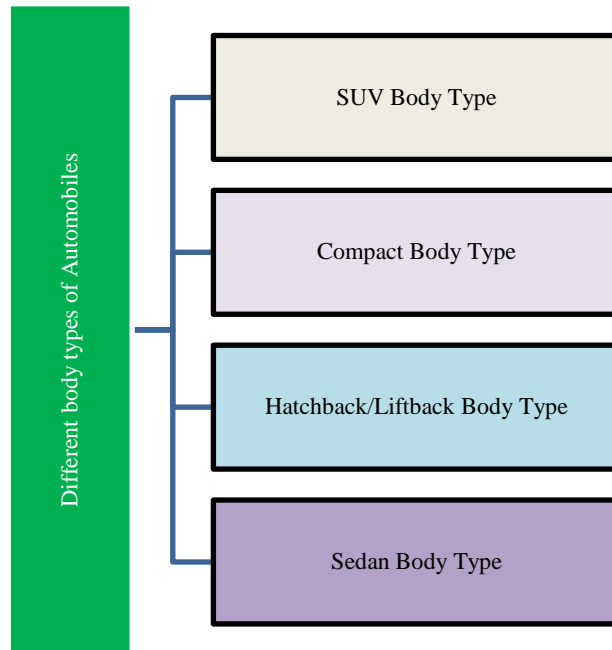 Different body types of Automobiles
SUV Body Type
Compact Body Type
Hatchback/Liftback Body Type
Sedan Body Type